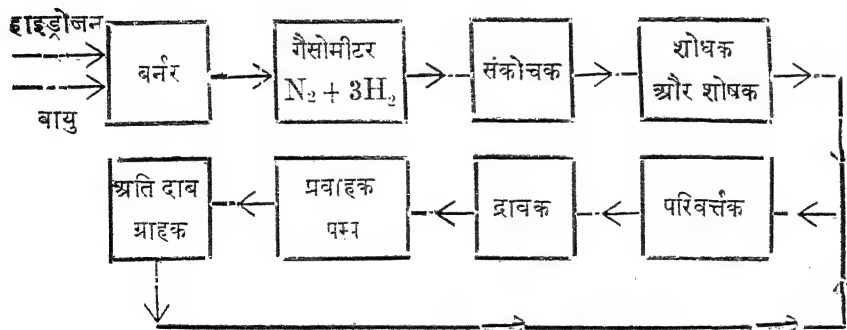 हाइड्रोजन
बायु
बर्नर
गैसोमीटर
N₂ + 3H₂
संकोचक
शोधक
और शोषक
अति दाब
ग्राहक
प्रवाहक
पम्प
द्रावक
परिवर्त्तक